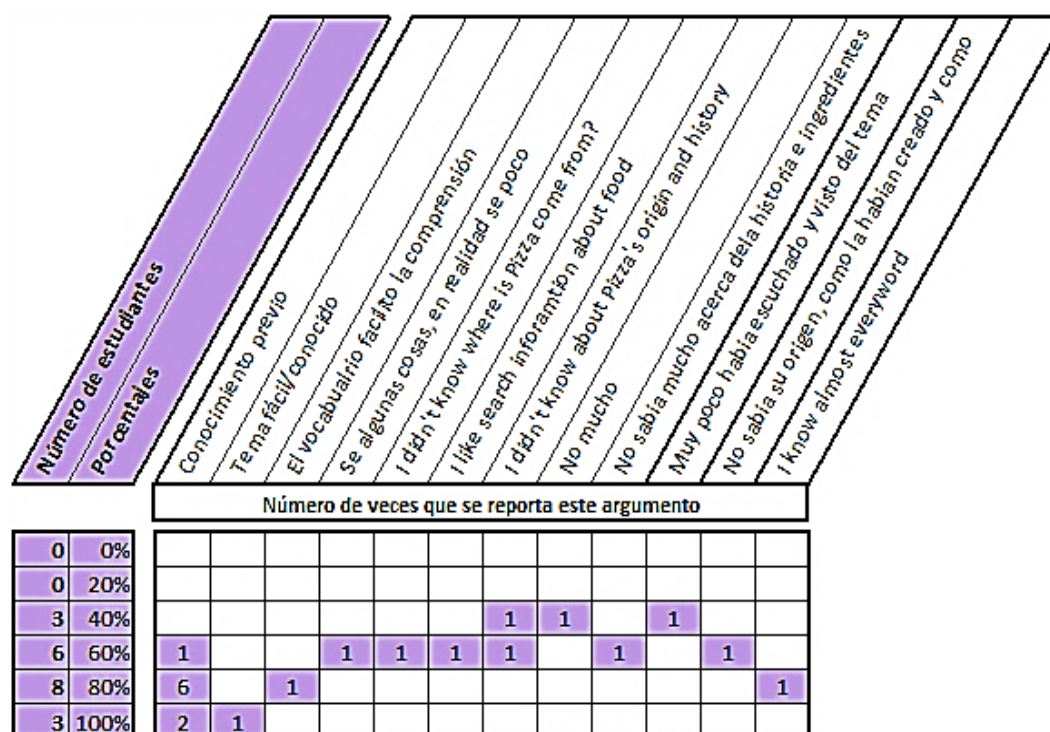 Número de estudiantes
Porcentajes
Conocimiento previo
Tema fácil/conocido
El vocabualrio facilito la comprensión
Se algunas cosas, en realidad se poco
I didn't know where is Pizza come from?
I like search inforamtion about food
I didn't know about Pizza's origin and history
No mucho
No sabia mucho acerca dela historia e ingredientes
Muy poco habia escuchado y visto del tema
No sabia su origen, como la habian creado y como
I know almost everyword
Número de veces que se reporta este argumento
0 0%
0 20%
3 40% 1 1 1
6 60% 1 1 1 1 1 1 1
8 80% 6 1 1
3 100% 2 1